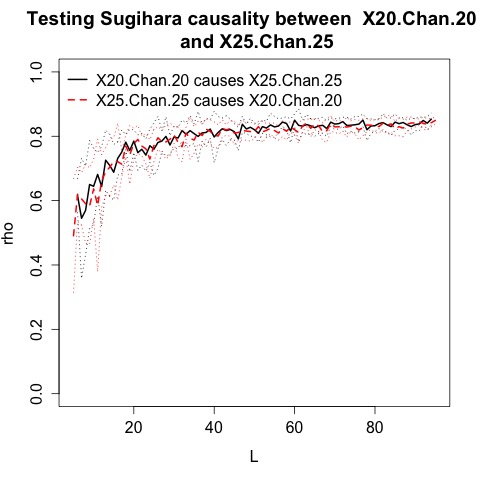 Testing Sugihara causality between  X20.Chan.20
and X25.Chan.25
X20.Chan.20 causes X25.Chan.25
X25.Chan.25 causes X20.Chan.20
1.0
0.8
0.6
0.4
0.2
0.0
rho
20 40 60 80
L